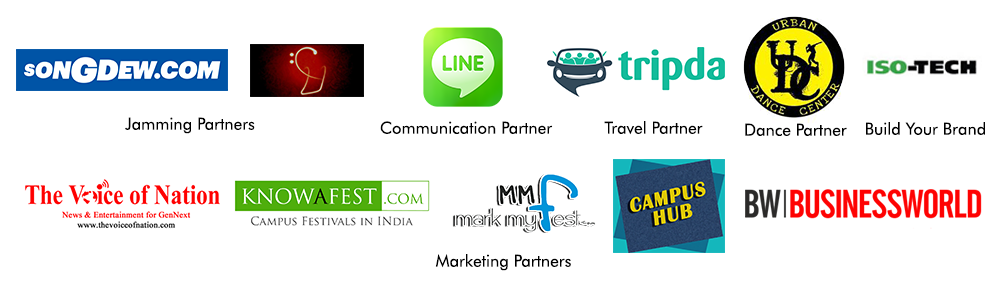 SONGDEW.COM
LINE
tripda
URBAN
UDC
DANCE CENTER
ISO-TECH
Jamming Partners
Communication Partner
Travel Partner
Dance Partner
Build Your Brand
The Voice of Nation
News & Entertainment for GenNext
www.thevoiceofnation.com
KNOWAFEST.COM
CAMPUS FESTIVALS IN INDIA
MMF
mark my fest.com
CAMPUS
HUB
BW|BUSINESSWORLD
Marketing Partners